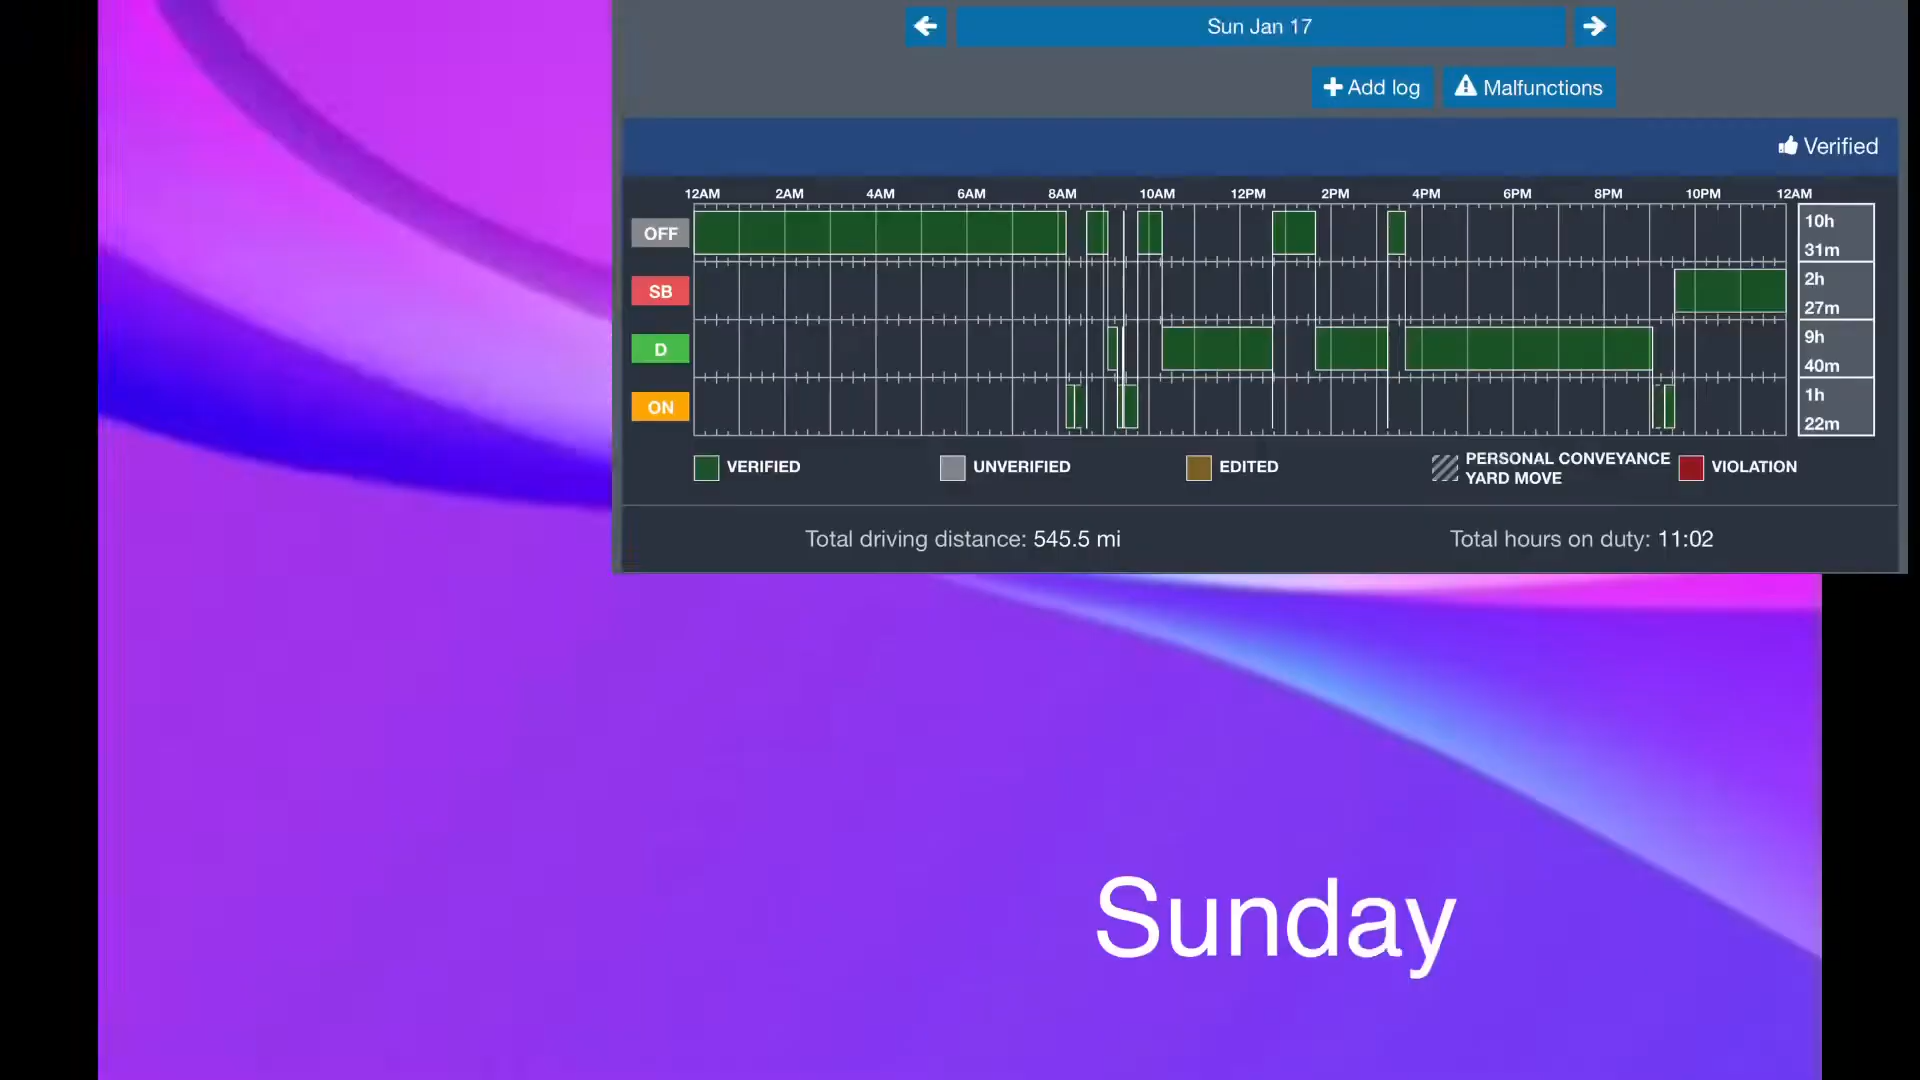 Sun Jan 17
Add log
Malfunctions
Verified
12AM 2AM 4AM 6AM 8AM 10AM 12PM 2PM 4PM 6PM 8PM 10PM 12AM
OFF
10h
31m
SB
2h
27m
D
9h
40m
ON
1h
22m
VERIFIED
UNVERIFIED
EDITED
PERSONAL CONVEYANCE
YARD MOVE
VIOLATION
Total driving distance: 545.5 mi
Total hours on duty: 11:02
Sunday